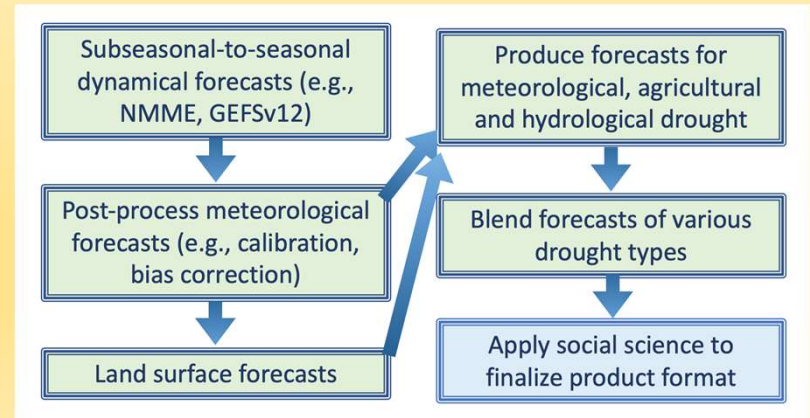 Subseasonal-to-seasonal
dynamical forecasts (e.g.,
NMME, GEFSv12)
Post-process meteorological
forecasts (e.g., calibration,
bias correction)
Land surface forecasts
Produce forecasts for
meteorological, agricultural
and hydrological drought
Blend forecasts of various
drought types
Apply social science to
finalize product format